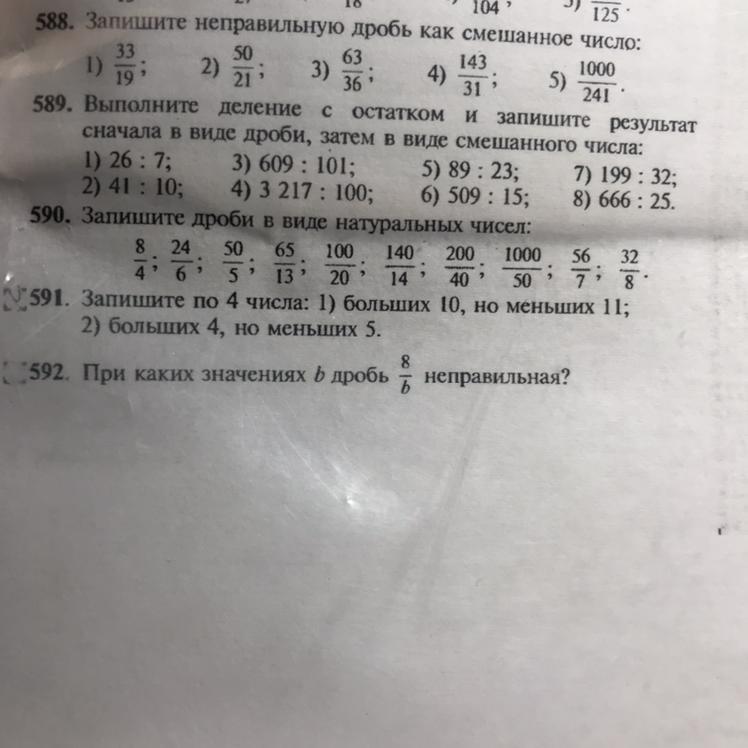 18 104, 5) 125.
588. Запишите неправильную дробь как смешанное число:
1) 33/19; 2) 50/21; 3) 63/36; 4) 143/31; 5) 1000/241.
589. Выполните деление с остатком и запишите результат
сначала в виде дроби, затем в виде смешанного числа:
1) 26 : 7; 3) 609 : 101; 5) 89 : 23; 7) 199 : 32;
2) 41 : 10; 4) 3 217 : 100; 6) 509 : 15; 8) 666 : 25.
590. Запишите дроби в виде натуральных чисел:
8/4; 24/6; 50/5; 65/13; 100/20; 140/14; 200/40; 1000/50; 56/7; 32/8.
591. Запишите по 4 числа: 1) больших 10, но меньших 11;
2) больших 4, но меньших 5.
592. При каких значениях b дробь 8/b неправильная?